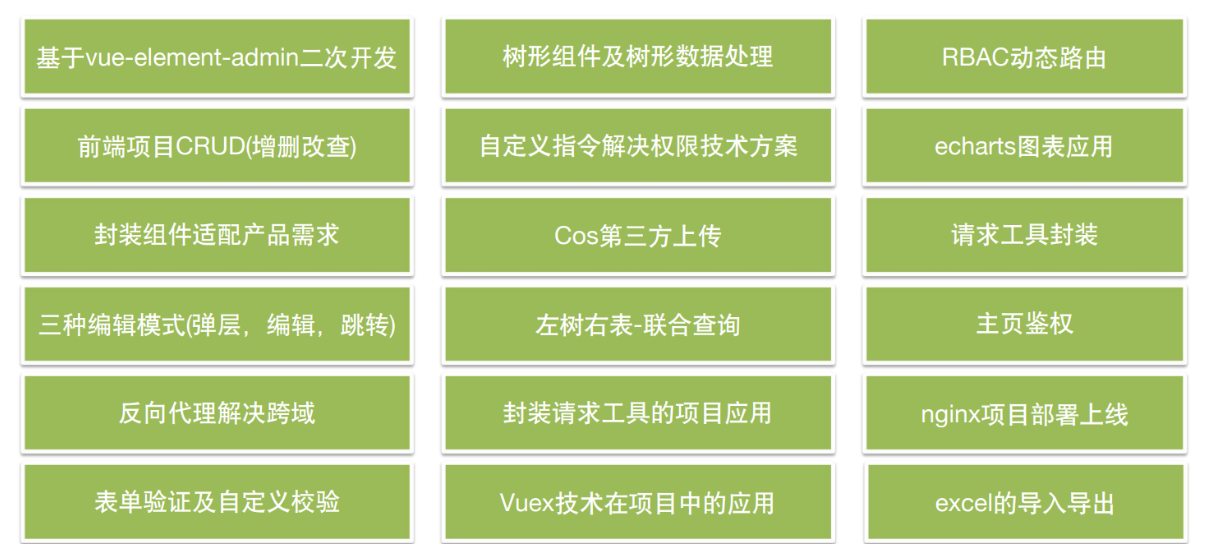 基于vue-element-admin二次开发
树形组件及树形数据处理
RBAC动态路由
前端项目CRUD(增删改查)
自定义指令解决权限技术方案
echarts图表应用
封装组件适配产品需求
Cos第三方上传
请求工具封装
三种编辑模式(弹层，编辑，跳转)
左树右表-联合查询
主页鉴权
反向代理解决跨域
封装请求工具的项目应用
nginx项目部署上线
表单验证及自定义校验
Vuex技术在项目中的应用
excel的导入导出